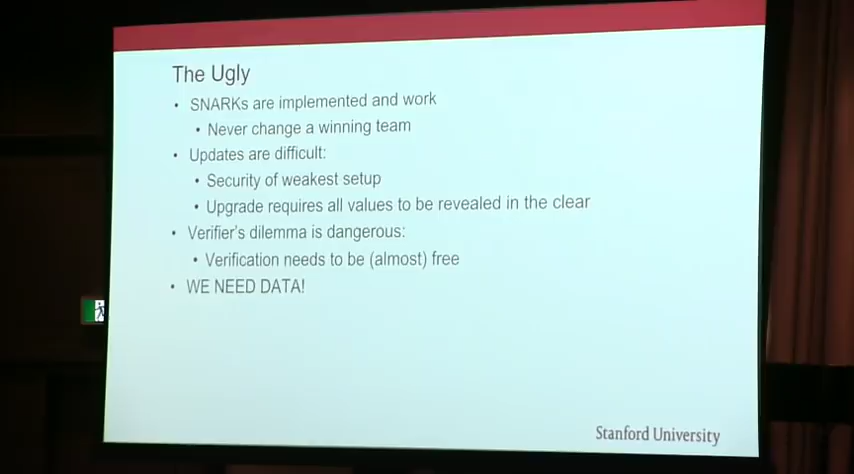 The Ugly
• SNARKs are implemented and work
• Never change a winning team
• Updates are difficult:
• Security of weakest setup
• Upgrade requires all values to be revealed in the clear
• Verifier's dilemma is dangerous:
• Verification needs to be (almost) free
• WE NEED DATA!
Stanford University